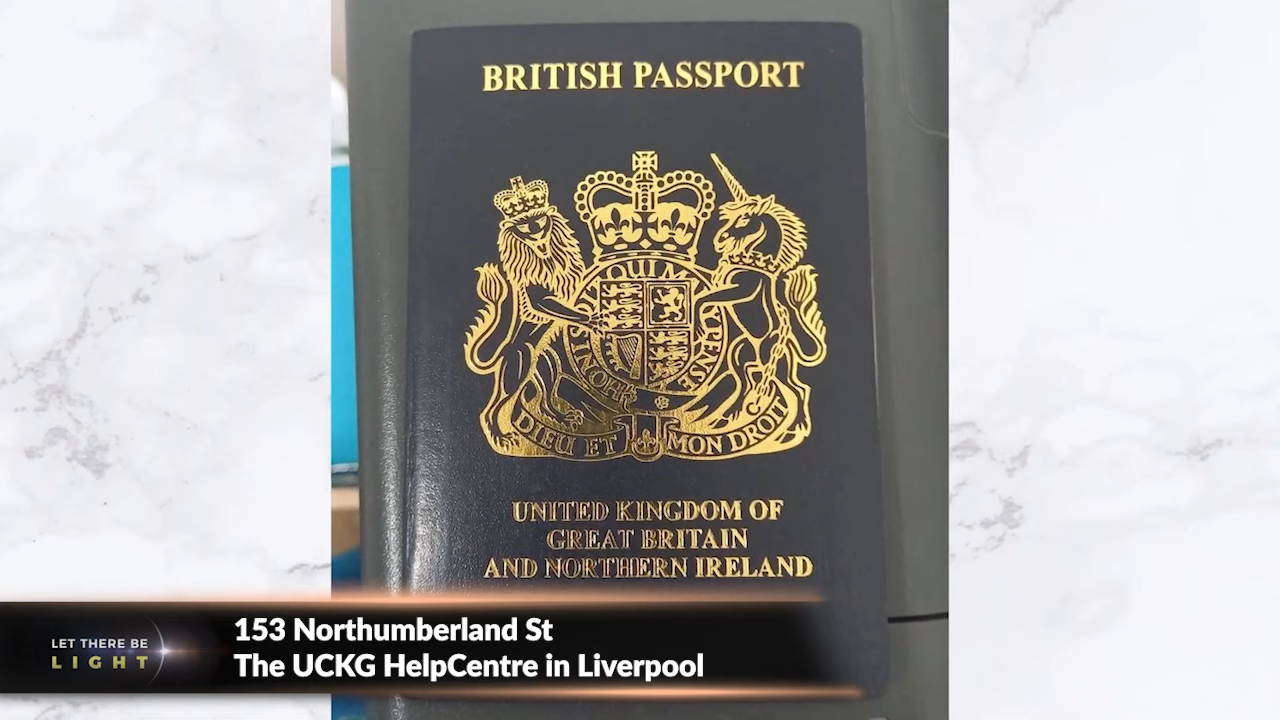 BRITISH PASSPORT
DIEU ET MON DROIT
UNITED KINGDOM OF
GREAT BRITAIN
AND NORTHERN IRELAND
LET THERE BE
LIGHT
153 Northumberland St
The UCKG HelpCentre in Liverpool